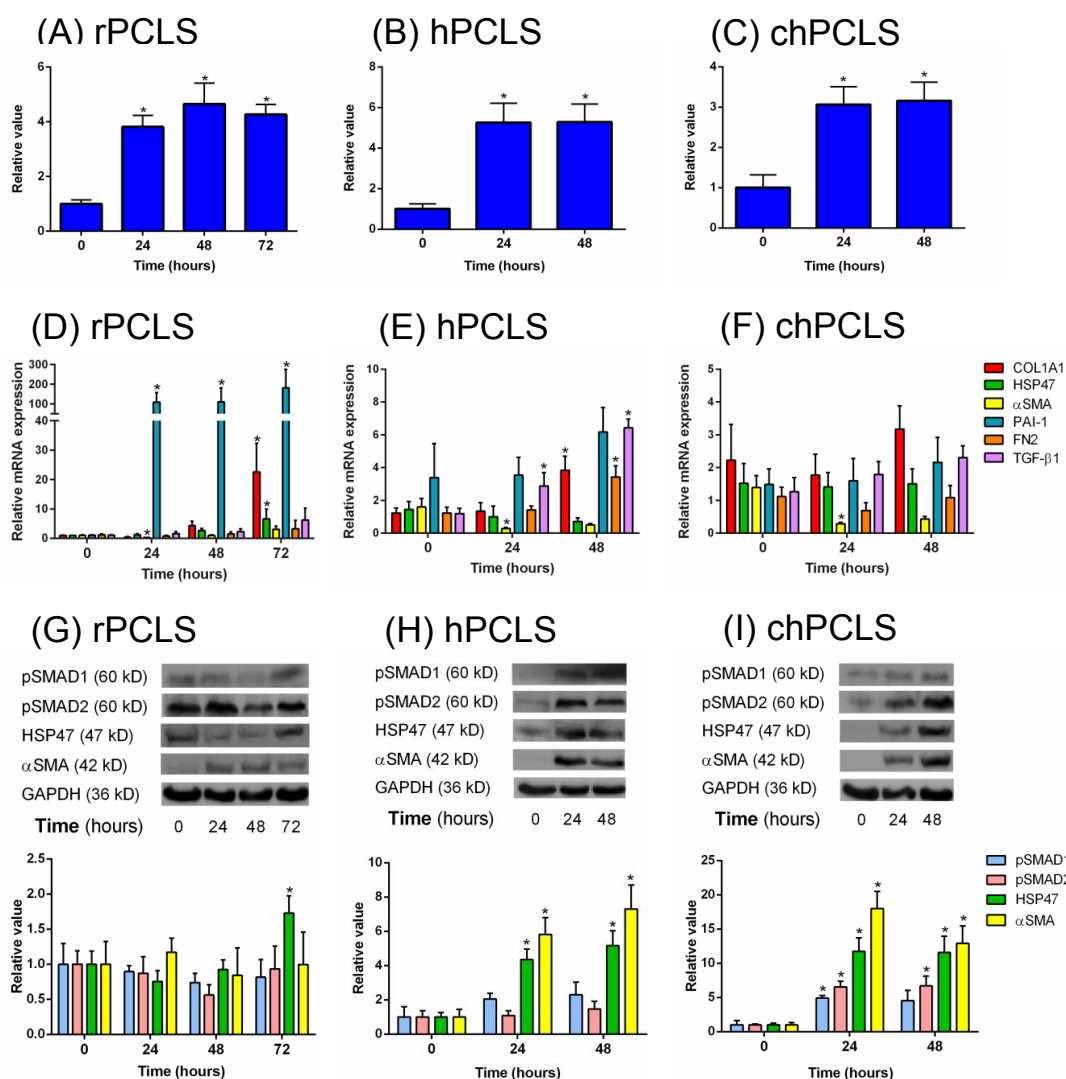 (A) rPCLS
(B) hPCLS
(C) chPCLS
Relative value
6
4
2
0
*
*
*
0
24
48
72
Time (hours)
Relative value
8
6
4
2
0
*
*
0
24
48
Time (hours)
Relative value
4
3
2
1
0
*
*
0
24
48
Time (hours)
(D) rPCLS
(E) hPCLS
(F) chPCLS
Relative mRNA expression
300
200
100
30
20
10
0
*
*
*
*
*
*
0
24
48
72
Time (hours)
Relative mRNA expression
10
8
6
4
2
0
*
*
*
*
*
0
24
48
Time (hours)
Relative mRNA expression
5
4
3
2
1
0
*
0
24
48
Time (hours)
COL1A1
HSP47
αSMA
PAI-1
FN2
TGF-β1
(G) rPCLS
(H) hPCLS
(I) chPCLS
pSMAD1 (60 kD)
pSMAD2 (60 kD)
HSP47 (47 kD)
αSMA (42 kD)
GAPDH (36 kD)
Time (hours) 0 24 48 72
pSMAD1 (60 kD)
pSMAD2 (60 kD)
HSP47 (47 kD)
αSMA (42 kD)
GAPDH (36 kD)
Time (hours) 0 24 48
pSMAD1 (60 kD)
pSMAD2 (60 kD)
HSP47 (47 kD)
αSMA (42 kD)
GAPDH (36 kD)
Time (hours) 0 24 48
Relative value
2.5
2.0
1.5
1.0
0.5
0.0
*
0
24
48
72
Time (hours)
Relative value
10
8
6
4
2
0
*
*
*
*
0
24
48
Time (hours)
Relative value
25
20
15
10
5
0
*
*
*
*
*
*
*
0
24
48
Time (hours)
pSMAD1
pSMAD2
HSP47
αSMA